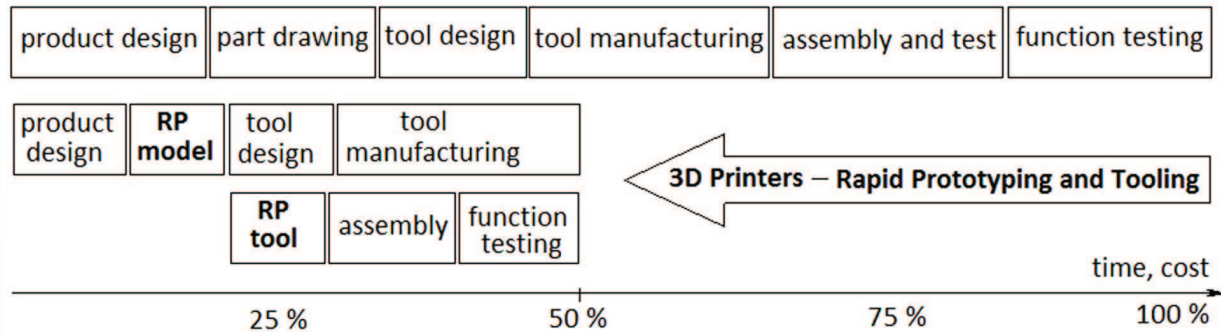 product design part drawing tool design tool manufacturing assembly and test function testing
product design
RP model
tool design
tool manufacturing
3D Printers – Rapid Prototyping and Tooling
RP tool
assembly
function testing
time, cost
25 % 50 % 75 % 100 %